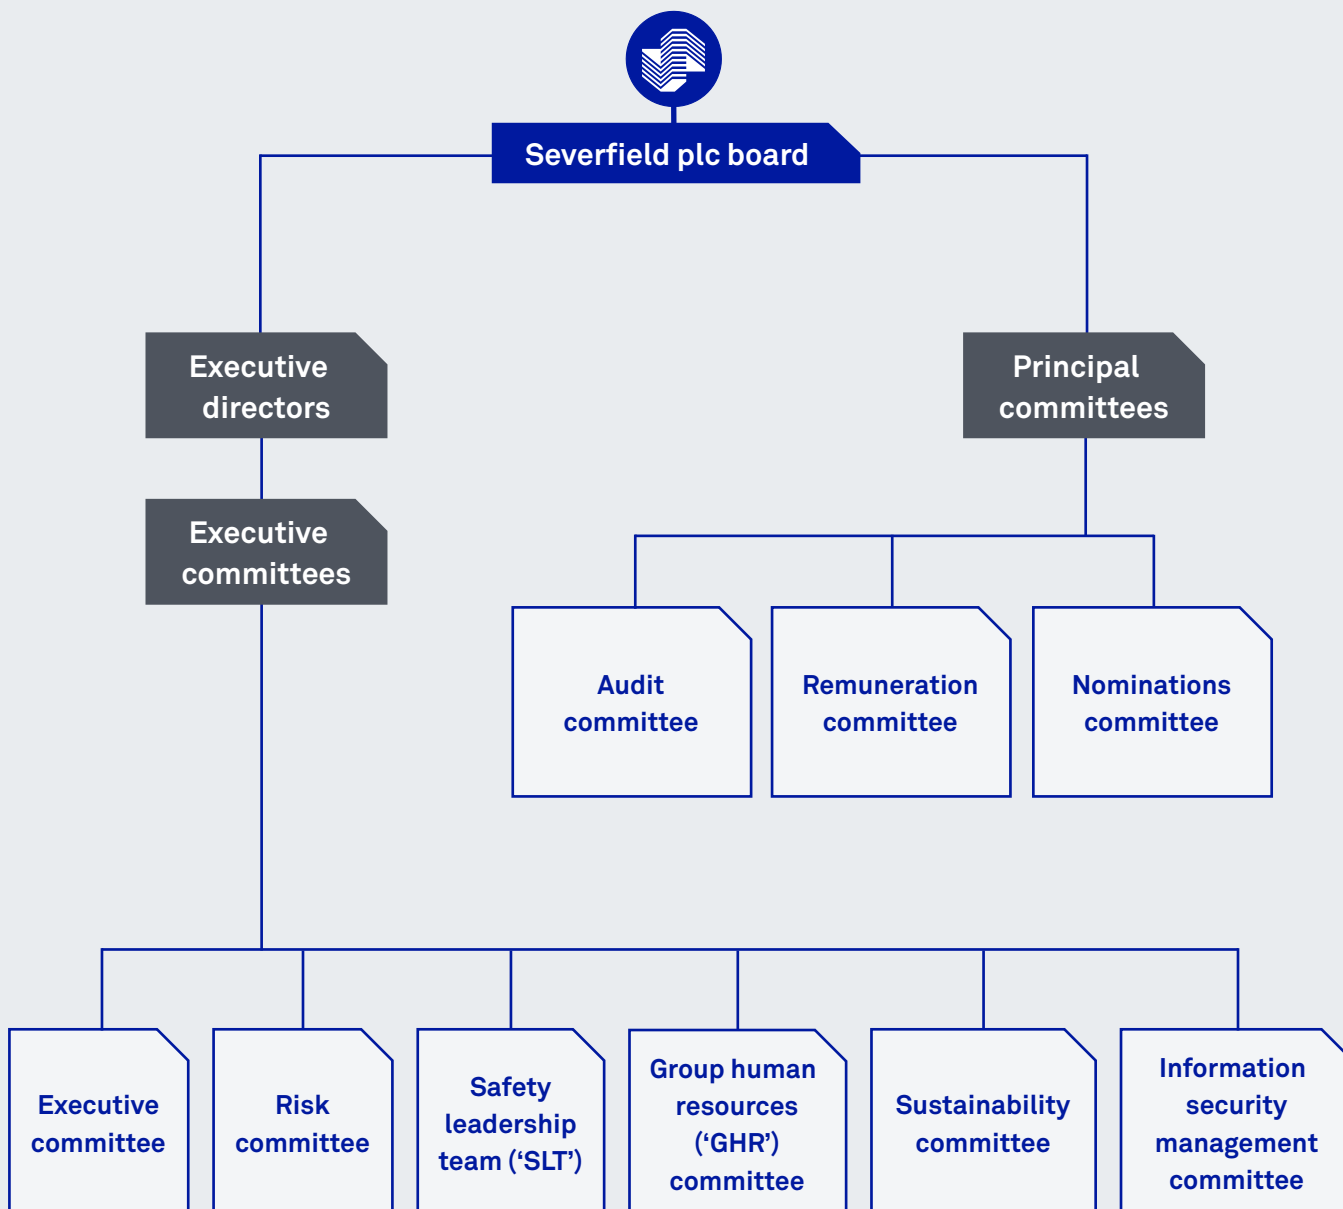 Severfield plc board
Executive
directors
Principal
committees
Executive
committees
Audit
committee
Remuneration
committee
Nominations
committee
Executive
committee
Risk
committee
Safety
leadership
team (‘SLT’)
Group human
resources
(‘GHR’)
committee
Sustainability
committee
Information
security
management
committee